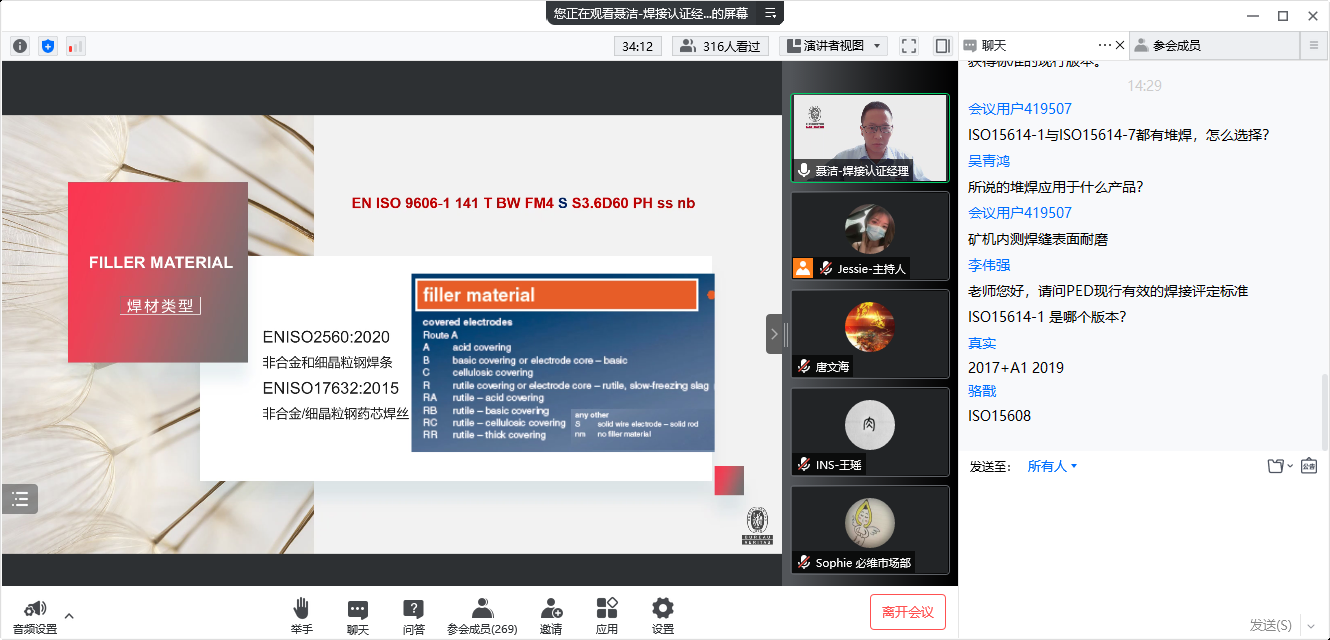 您正在观看聂洁-焊接认证经...的屏幕
34:12
316人看过
演讲者视图
聊天
参会成员
EN ISO 9606-1 141 T BW FM4 S S3.6D60 PH ss nb
FILLER MATERIAL
焊材类型
ENISO2560:2020
非合金和细晶粒钢焊条
ENISO17632:2015
非合金/细晶粒钢药芯焊丝
filler material
covered electrodes
Route A
A acid covering
B basic covering or electrode core – basic
C cellulosic covering
R rutile covering or electrode core – rutile, slow-freezing slag
RA rutile – acid covering
RB rutile – basic covering
RC rutile – cellulosic covering
RR rutile – thick covering
any other
S solid wire electrode – solid rod
nm no filler material
BUREAU
VERITAS
聂洁-焊接认证经理
Jessie-主持人
唐文海
肉
INS-王瑶
Sophie 必维市场部
获得标准的现行版本。
14:29
会议用户419507
ISO15614-1与ISO15614-7都有堆焊，怎么选择？
吴青鸿
所说的堆焊应用于什么产品？
会议用户419507
矿机内测焊缝表面耐磨
李伟强
老师您好，请问PED现行有效的焊接评定标准
ISO15614-1 是哪个版本？
真实
2017+A1 2019
骆戬
ISO15608
发送至：
所有人
公告
发送(S)
音频设置
举手
聊天
问答
参会成员(269)
邀请
应用
设置
离开会议